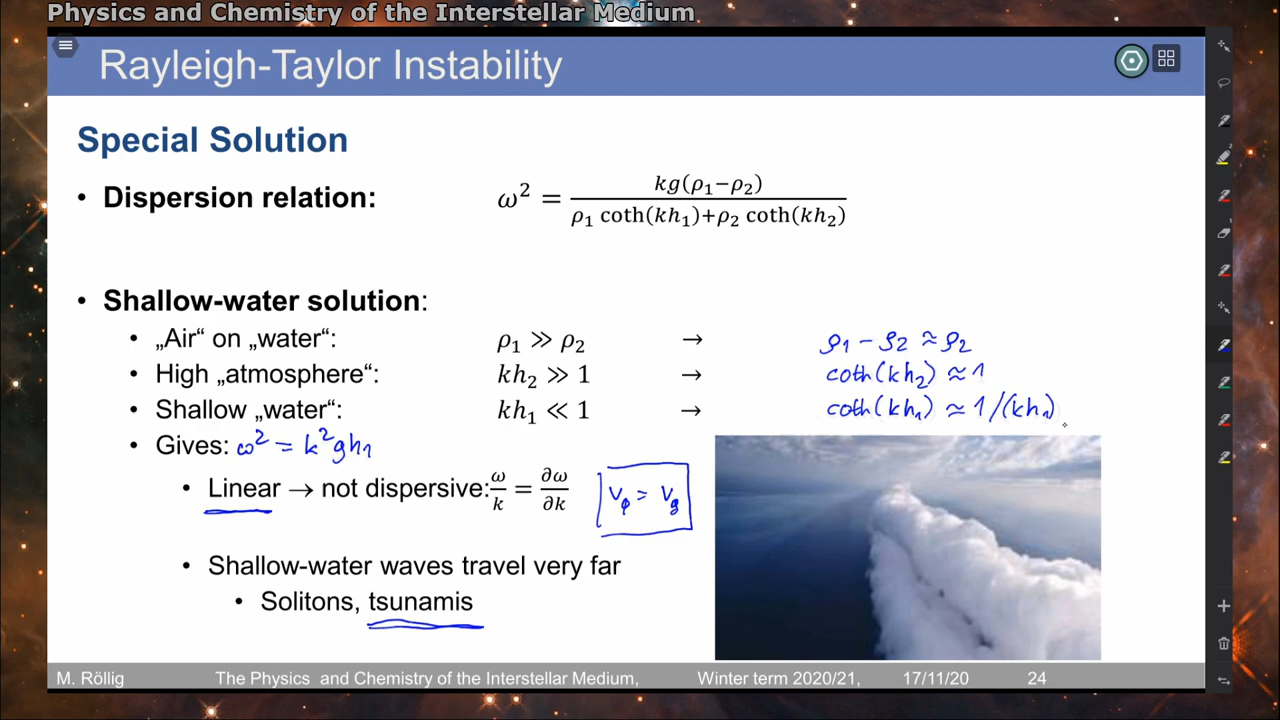 Physics and Chemistry of the Interstellar Medium
Rayleigh-Taylor Instability
Special Solution
• Dispersion relation: ω² = kg(ρ₁−ρ₂) / ρ₁ coth(kh₁)+ρ₂ coth(kh₂)
• Shallow-water solution:
• „Air“ on „water“: ρ₁ ≫ ρ₂ → ρ₁ − ρ₂ ≈ ρ₂
• High „atmosphere“: kh₂ ≫ 1 → coth(kh₂) ≈ 1
• Shallow „water“: kh₁ ≪ 1 → coth(kh₁) ≈ 1/(kh₁)
• Gives: ω² = k²gh₁
• Linear → not dispersive: ω/k = ∂ω/∂k v_φ = v_g
• Shallow-water waves travel very far
• Solitons, tsunamis
M. Röllig The Physics and Chemistry of the Interstellar Medium, Winter term 2020/21, 17/11/20 24